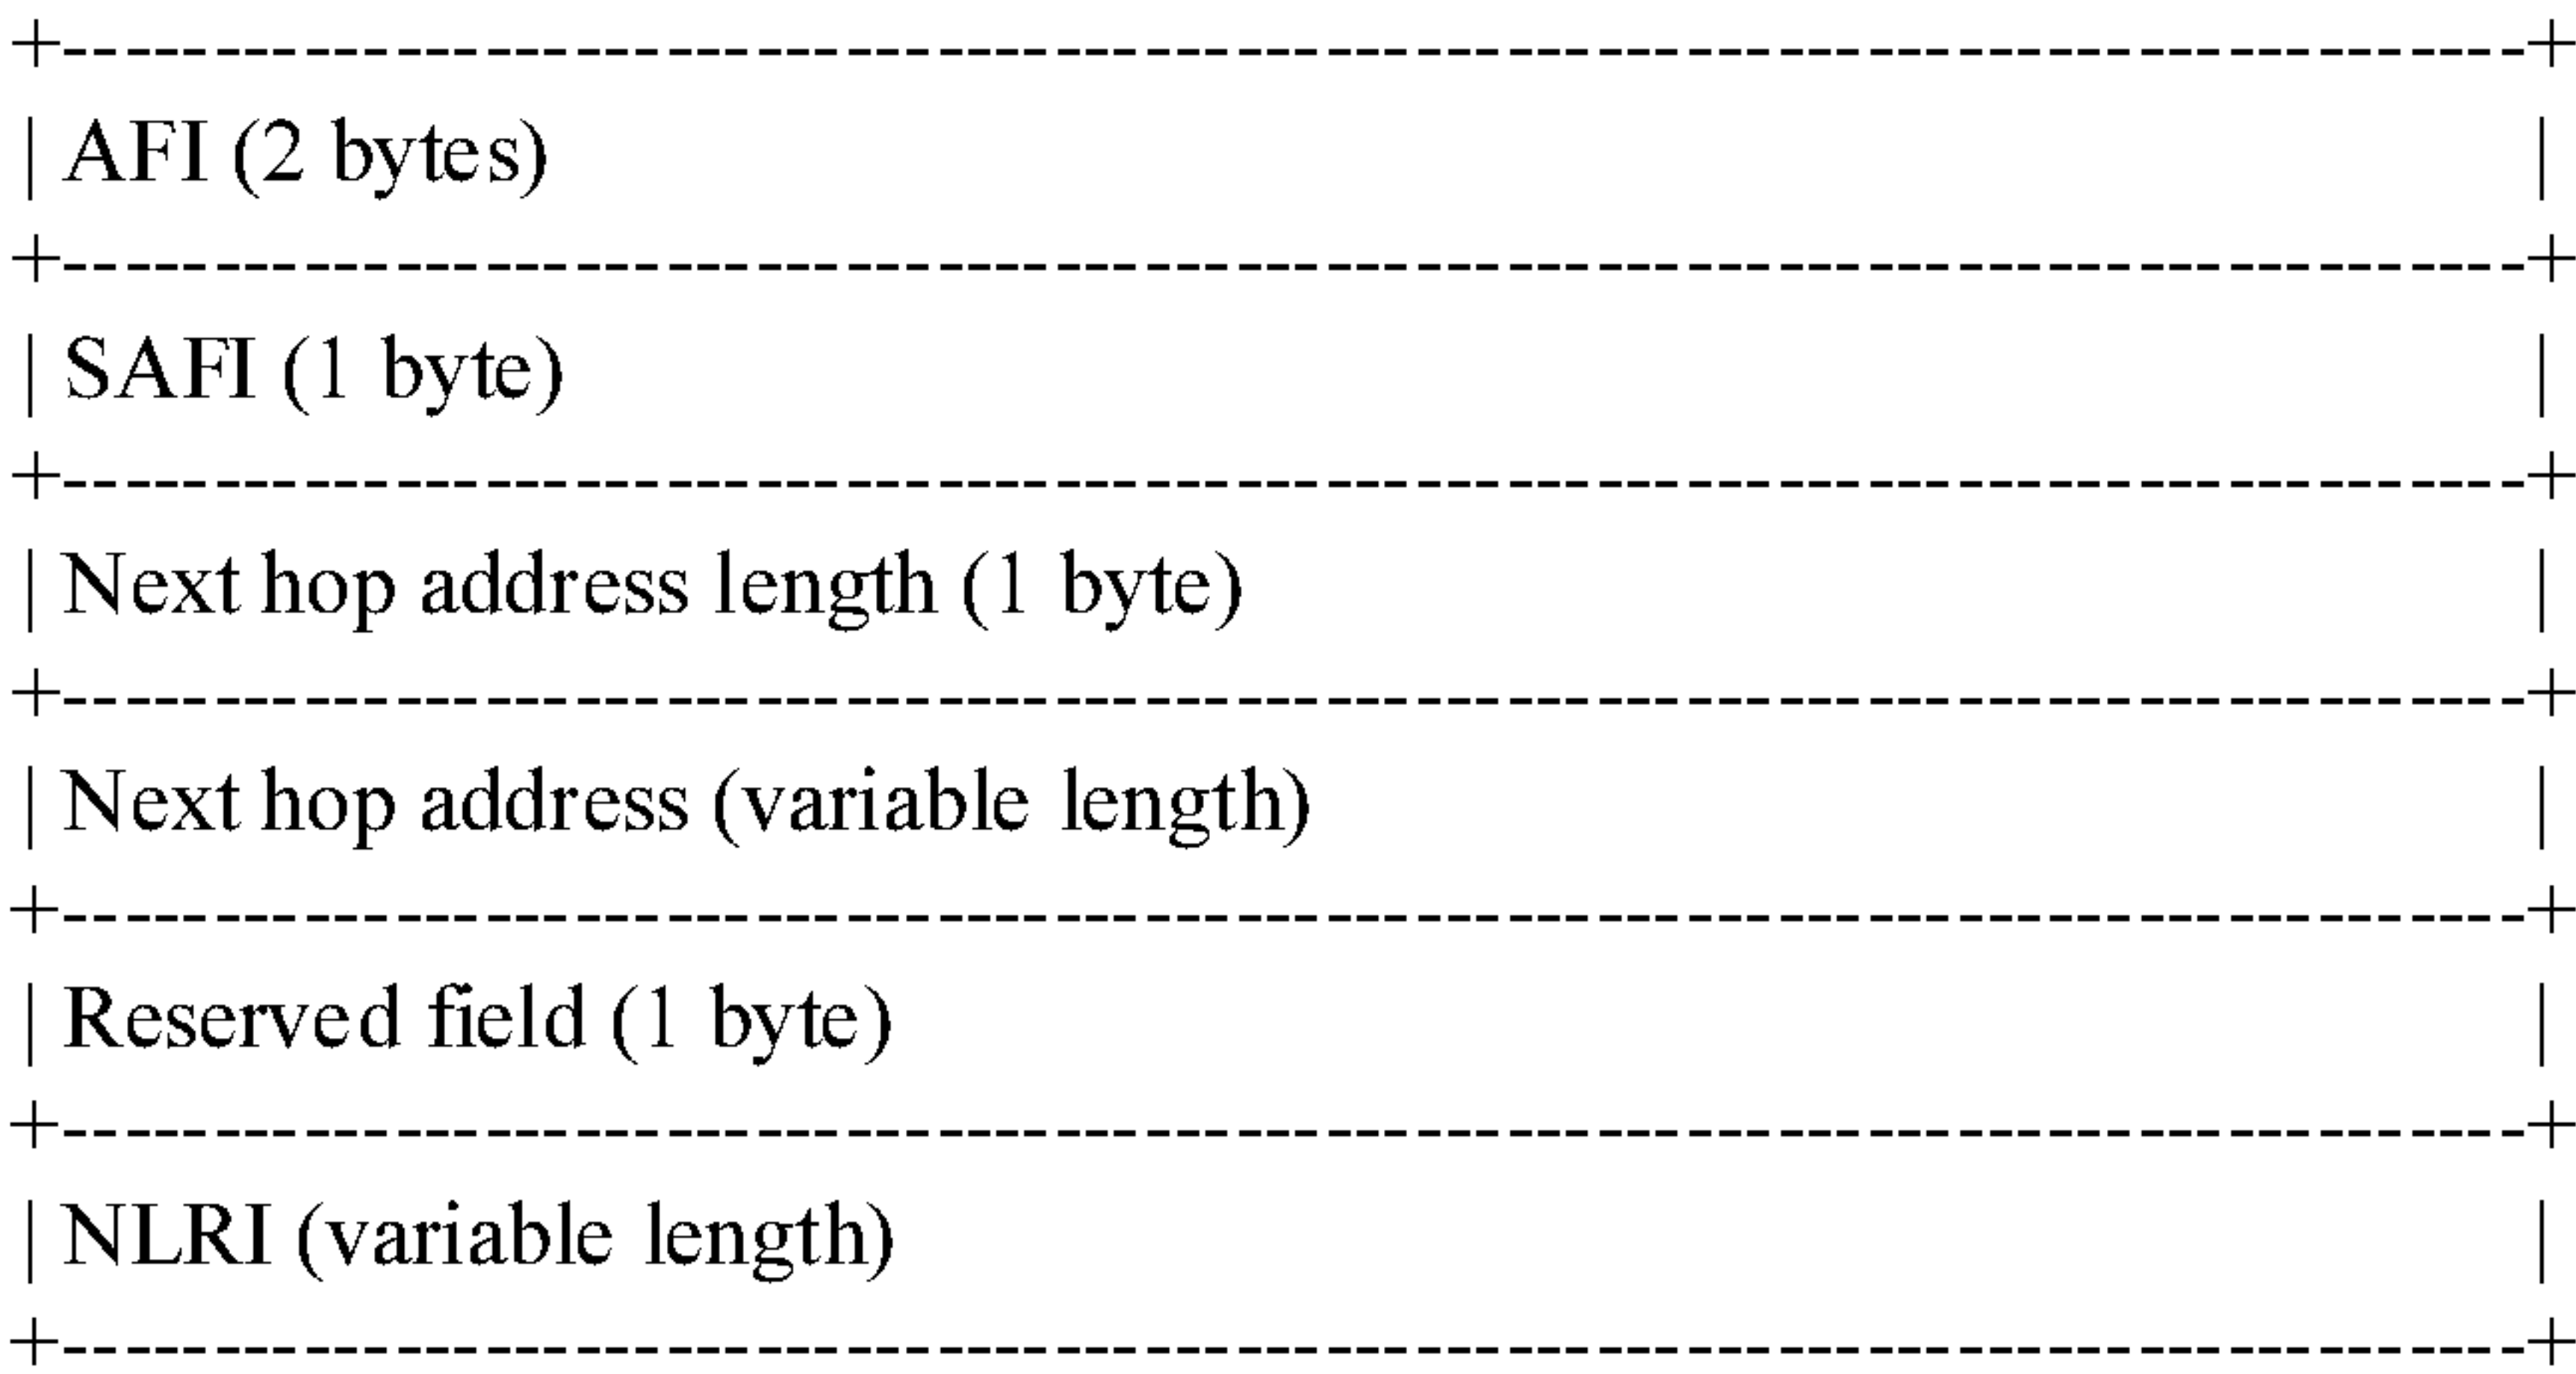 +---------------------------------------------------------------------------------+
| AFI (2 bytes) |
+---------------------------------------------------------------------------------+
| SAFI (1 byte) |
+---------------------------------------------------------------------------------+
| Next hop address length (1 byte) |
+---------------------------------------------------------------------------------+
| Next hop address (variable length) |
+---------------------------------------------------------------------------------+
| Reserved field (1 byte) |
+---------------------------------------------------------------------------------+
| NLRI (variable length) |
+---------------------------------------------------------------------------------+